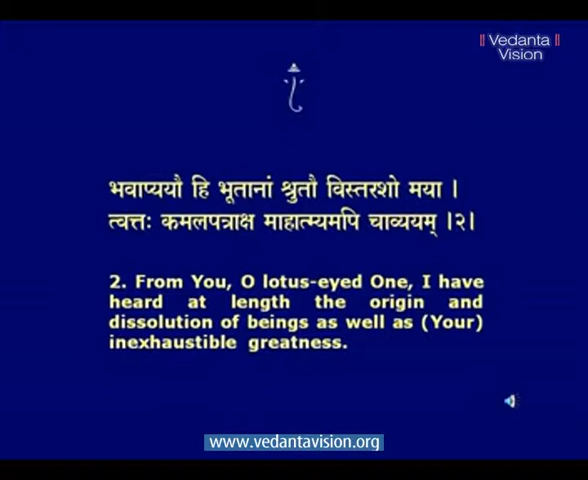 || Vedanta ||
Vision
भवाप्ययौ हि भूतानां श्रुतौ विस्तरशो मया ।
त्वत्तः कमलपत्राक्ष माहात्म्यमपि चाव्ययम् ।२।
2. From You, O lotus-eyed One, I have
heard at length the origin and
dissolution of beings as well as (Your)
inexhaustible greatness.
www.vedantavision.org